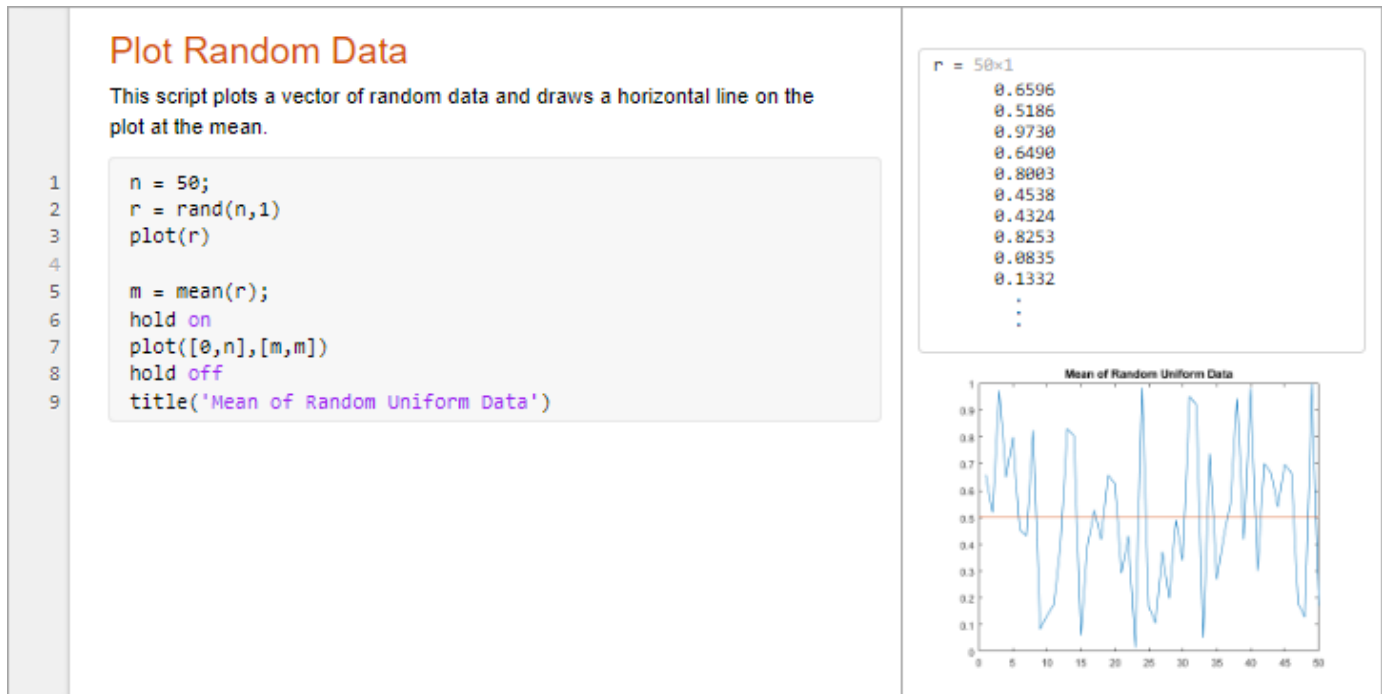 Plot Random Data
This script plots a vector of random data and draws a horizontal line on the
plot at the mean.
1 n = 50;
2 r = rand(n,1)
3 plot(r)
4
5 m = mean(r);
6 hold on
7 plot([0,n],[m,m])
8 hold off
9 title('Mean of Random Uniform Data')
r = 50×1
0.6596
0.5186
0.9730
0.6490
0.8003
0.4538
0.4324
0.8253
0.0835
0.1332
⋮
Mean of Random Uniform Data
1
0.9
0.8
0.7
0.6
0.5
0.4
0.3
0.2
0.1
0
0 5 10 15 20 25 30 35 40 45 50